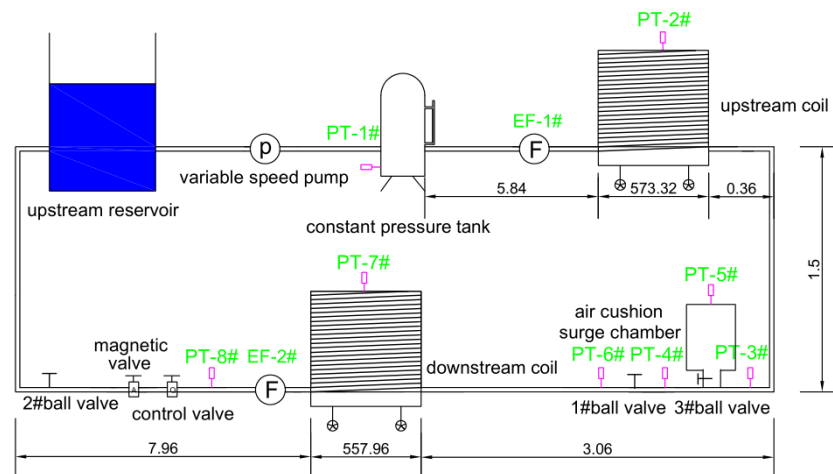 PT-2#
upstream coil
PT-1#
EF-1#
P
F
variable speed pump
upstream reservoir
constant pressure tank
5.84
573.32
0.36
1.5
PT-7#
PT-5#
air cushion
surge chamber
magnetic
valve
PT-8#
EF-2#
downstream coil
PT-6#
PT-4#
PT-3#
F
2#ball valve
control valve
1#ball valve
3#ball valve
7.96
557.96
3.06